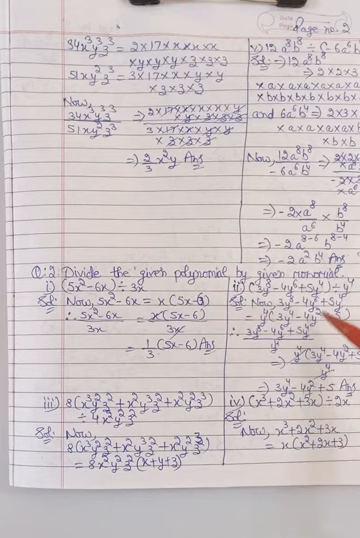 Page no: 2
34x³y³z³ = 2×17×x×x×x
×y×y×y×z×z×z
51xy²z³ = 3×17×x×y×y
×z×z×z
Now,
34x³y³z³ / 51xy²z³ ⇒ 2×17×x×x×x×y×y×y×z×z×z / 3×17×x×y×y×z×z×z
⇒ 2/3 x²y Ans
v) 12a⁸b⁸ ÷ (-6a⁶b⁴
Sol: ⇒ 12a⁸b⁸
⇒ 2×2×3
×a×a×a×a×a×a
×b×b×b×b×b×b
and 6a⁶b⁴ ⇒ 2×3×
×a×a×a×a×a
×b×b
Now, 12a⁸b⁸ / -6a⁶b⁴ ⇒
⇒ -2×a⁸/a⁶ × b⁸/b⁴
⇒ -2a⁸⁻⁶ b⁸⁻⁴
⇒ -2a²b⁴ Ans
Q:2 Divide the given polynomial by given monomial.
i) (5x²-6x) ÷ 3x
Sol: Now, 5x²-6x = x(5x-6)
∴ 5x²-6x / 3x = x(5x-6) / 3x
= 1/3 (5x-6) Ans
ii) (3y⁸-4y⁶+5y⁴) ÷ y⁴
Sol: Now, 3y⁸-4y⁶+5y⁴
= y⁴(3y⁴-4y²
∴ 3y⁸-4y⁶+5y⁴ / y⁴
⇒ y⁴(3y⁴-4y²+5
⇒ 3y⁴-4y²+5 Ans
iii) 8(x³y²z²+x²y³z²+x²y²z³)
÷ 4x²y²z²
Sol: Now,
8(x³y²z²+x²y³z²+x²y²z³)
= 8x²y²z²(x+y+z)
iv) (x³+2x²+3x) ÷ 2x
Sol:
Now, x³+2x²+3x
= x(x²+2x+3)